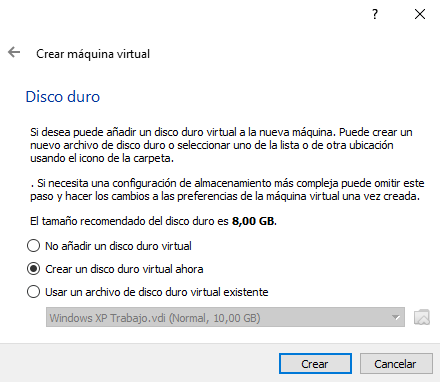 ?
Crear máquina virtual
Disco duro
Si desea puede añadir un disco duro virtual a la nueva máquina. Puede crear un
nuevo archivo de disco duro o seleccionar uno de la lista o de otra ubicación
usando el icono de la carpeta.
. Si necesita una configuración de almacenamiento más compleja puede omitir este
paso y hacer los cambios a las preferencias de la máquina virtual una vez creada.
El tamaño recomendado del disco duro es 8,00 GB.
No añadir un disco duro virtual
Crear un disco duro virtual ahora
Usar un archivo de disco duro virtual existente
Windows XP Trabajo.vdi (Normal, 10,00 GB)
Crear
Cancelar